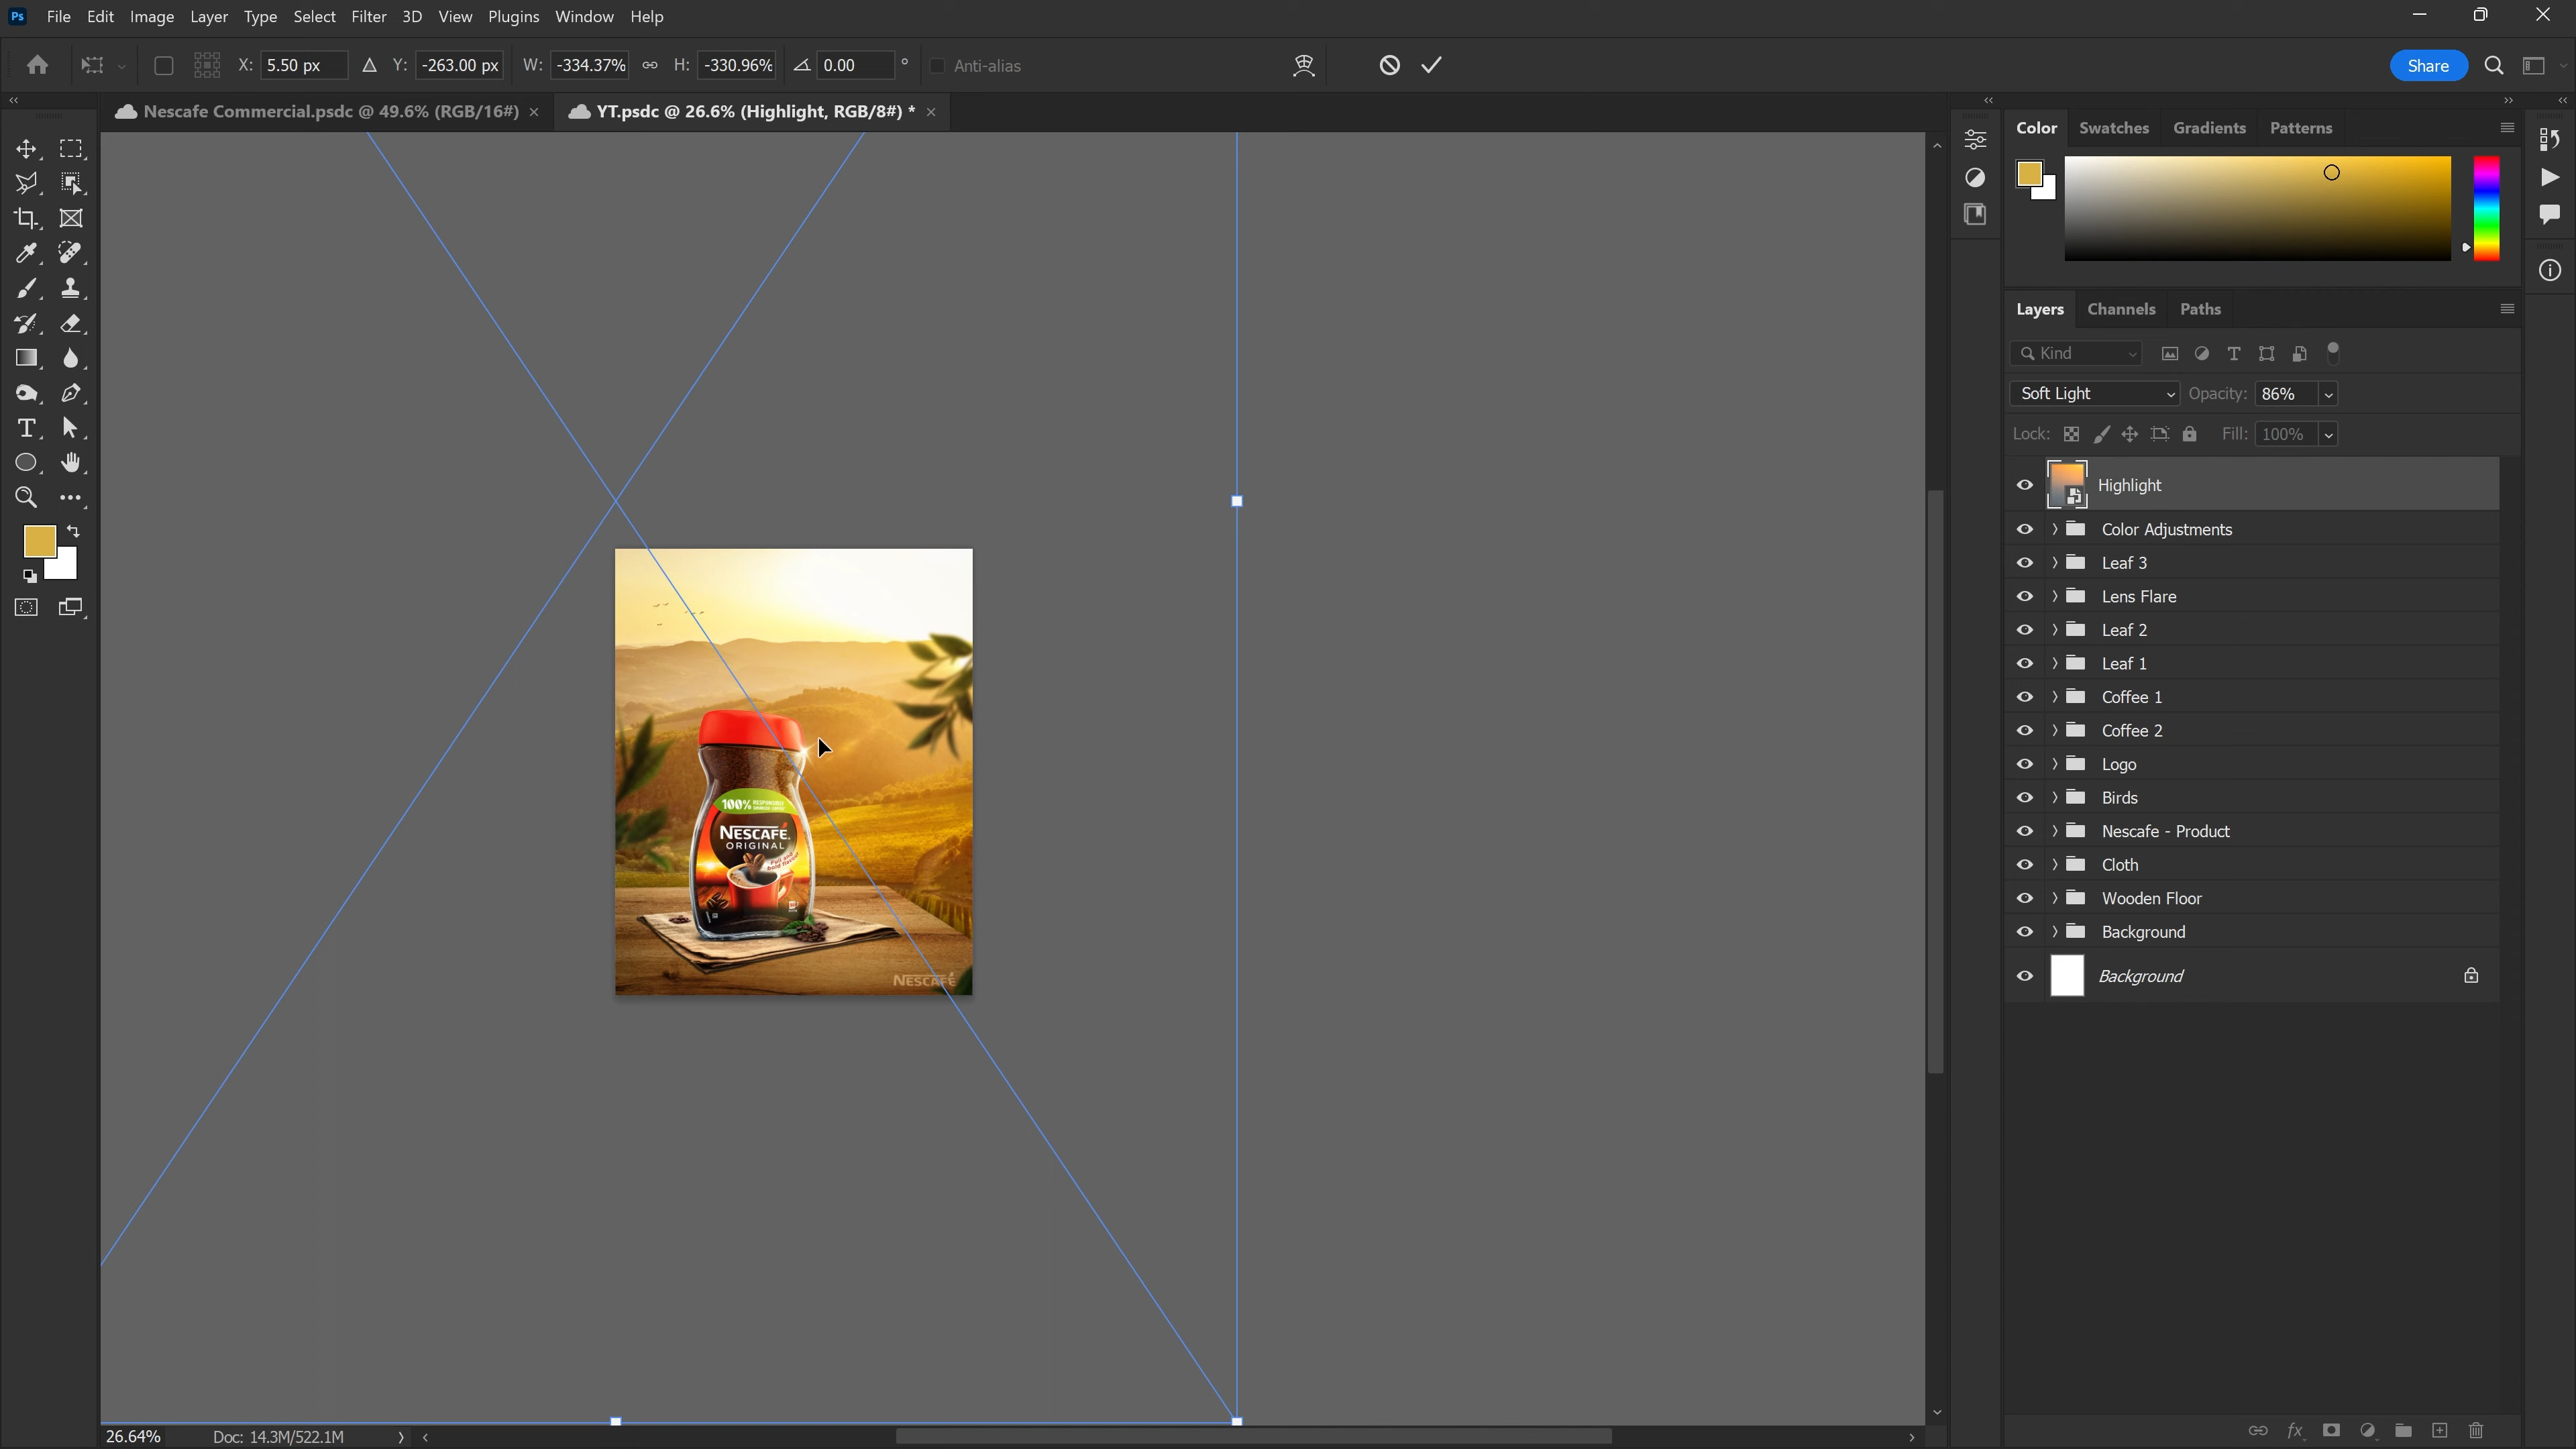 Ps File Edit Image Layer Type Select Filter 3D View Plugins Window Help
X: 5.50 px Y: -263.00 px W: -334.37% H: -330.96% 0.00 ° Anti-alias Share
Nescafe Commercial.psdc @ 49.6% (RGB/16#) × YT.psdc @ 26.6% (Highlight, RGB/8#) * ×
Color Swatches Gradients Patterns
Layers Channels Paths
Kind
Soft Light Opacity: 86%
Lock: Fill: 100%
Highlight
Color Adjustments
Leaf 3
Lens Flare
Leaf 2
Leaf 1
Coffee 1
Coffee 2
Logo
Birds
Nescafe - Product
Cloth
Wooden Floor
Background
Background
100%
NESCAFÉ
ORIGINAL
NESCAFÉ
26.64% Doc: 14.3M/522.1M